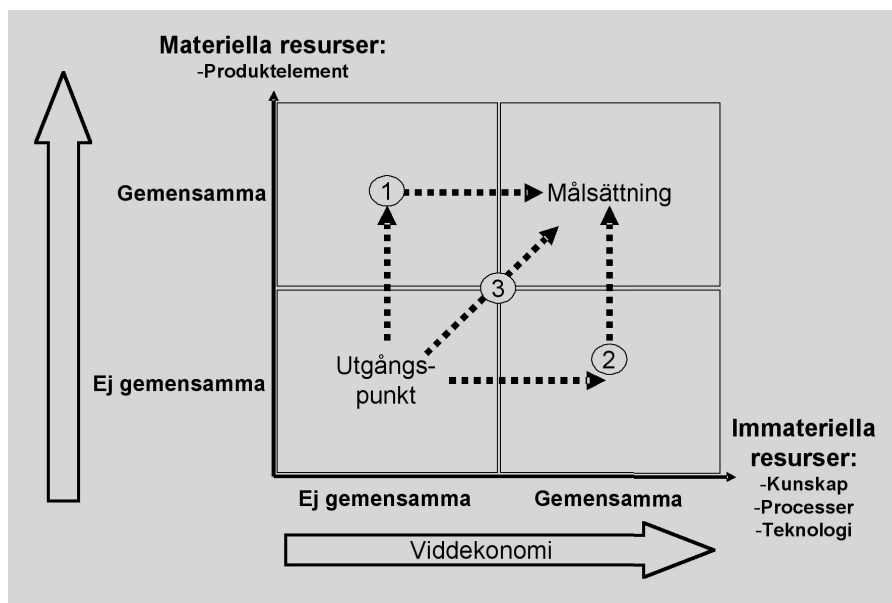 Materiella resurser:
-Produktelement
Gemensamma
1
Målsättning
3
Ej gemensamma
Utgångs-
punkt
2
Immateriella
resurser:
-Kunskap
-Processer
-Teknologi
Ej gemensamma
Gemensamma
Viddekonomi